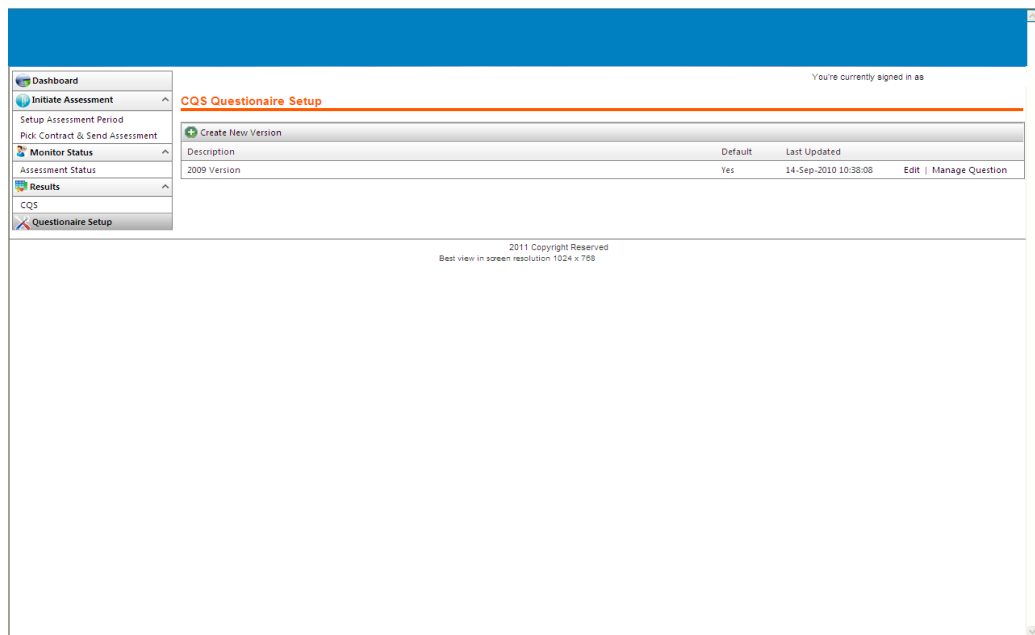 You're currently signed in as
Dashboard
Initiate Assessment
Setup Assessment Period
Pick Contract & Send Assessment
Monitor Status
Assessment Status
Results
CQS
Questionaire Setup
CQS Questionaire Setup
Create New Version
Description Default Last Updated
2009 Version Yes 14-Sep-2010 10:38:08 Edit | Manage Question
2011 Copyright Reserved
Best view in screen resolution 1024 x 768